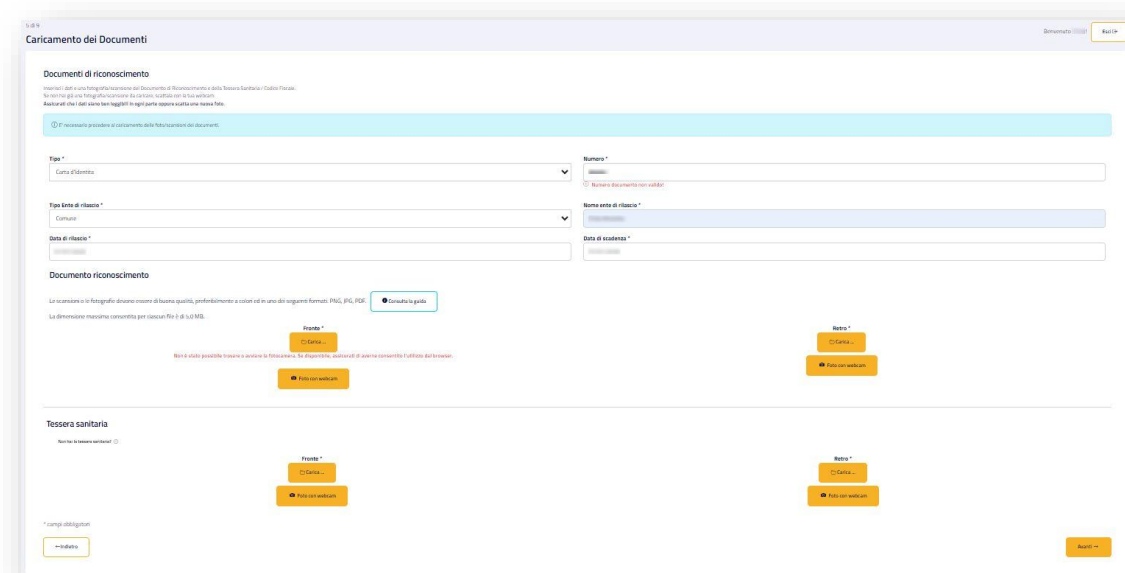 5 di 9
Caricamento dei Documenti
Benvenuto
Esci
Documenti di riconoscimento
Inserisci i dati e una fotografia/scansione del Documento di Riconoscimento e della Tessera Sanitaria / Codice Fiscale.
Se non hai già una fotografia/scansione da caricare, scattala con la tua webcam.
Assicurati che i dati siano ben leggibili in ogni parte oppure scatta una nuova foto.
E' necessario procedere al caricamento delle foto/scansioni dei documenti.
Tipo *
Numero *
Carta d'Identità
Numero documento non valido!
Tipo Ente di rilascio *
Nome ente di rilascio *
Comune
Data di rilascio *
Data di scadenza *
Documento riconoscimento
Le scansioni o le fotografie devono essere di buona qualità, preferibilmente a colori ed in uno dei seguenti formati: PNG, JPG, PDF.
Consulta la guida
La dimensione massima consentita per ciascun file è di 5,0 MB.
Fronte *
Retro *
Carica ...
Carica ...
Non è stato possibile trovare o avviare la fotocamera. Se disponibile, assicurati di averne consentito l'utilizzo dal browser.
Foto con webcam
Foto con webcam
Tessera sanitaria
Non hai la tessera sanitaria?
Fronte *
Retro *
Carica ...
Carica ...
Foto con webcam
Foto con webcam
* campi obbligatori
←Indietro
Avanti →